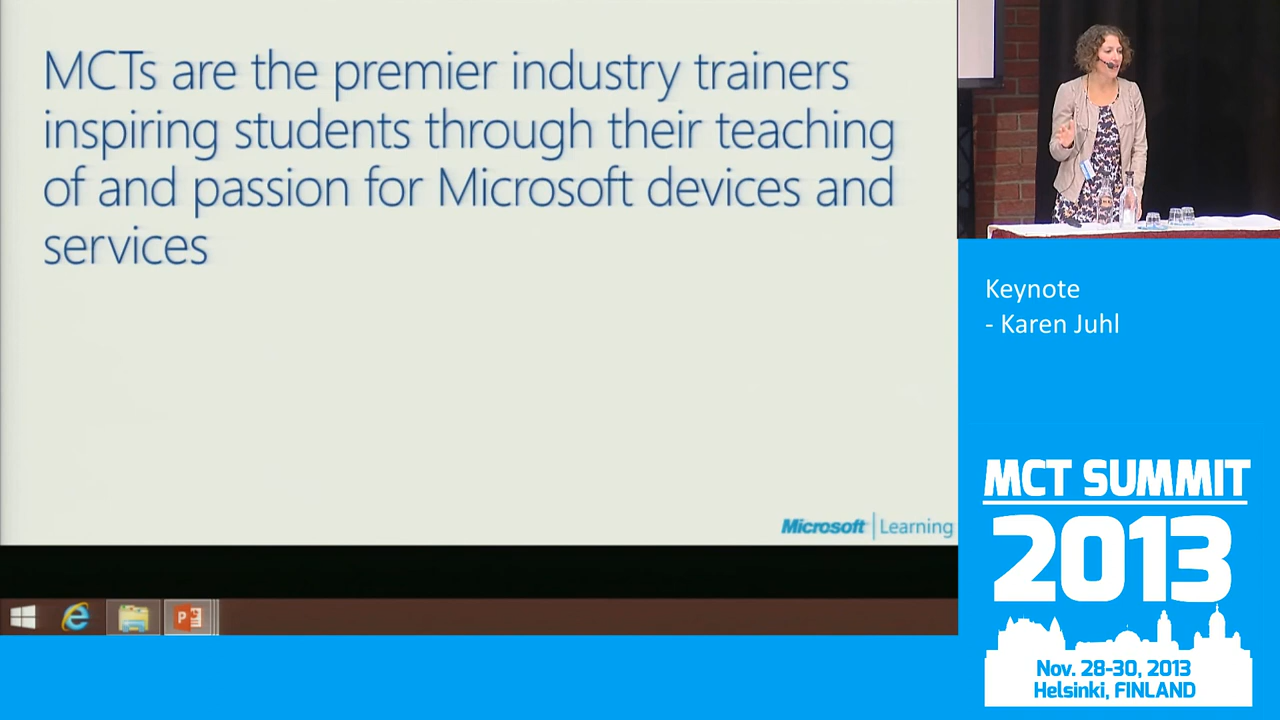 MCTs are the premier industry trainers
inspiring students through their teaching
of and passion for Microsoft devices and
services
Microsoft | Learning
Keynote
- Karen Juhl
MCT SUMMIT
2013
Nov. 28-30, 2013
Helsinki, FINLAND